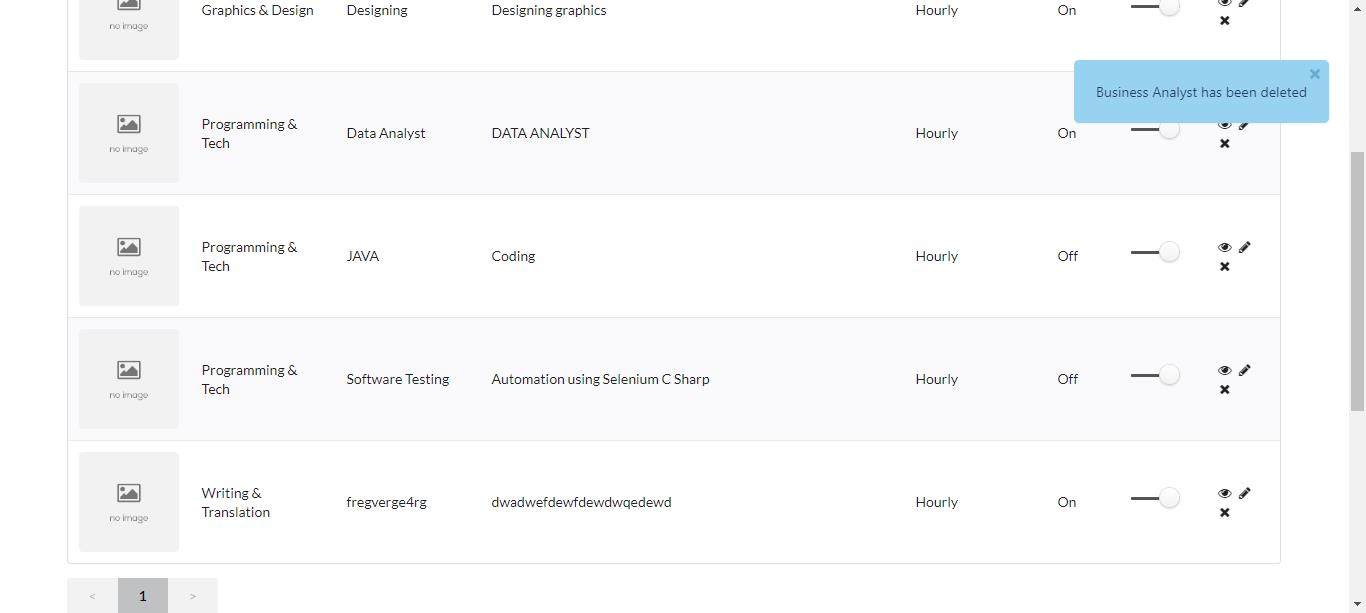 no image
Graphics & Design
Designing
Designing graphics
Hourly
On
Business Analyst has been deleted
no image
Programming &
Tech
Data Analyst
DATA ANALYST
Hourly
On
no image
Programming &
Tech
JAVA
Coding
Hourly
Off
no image
Programming &
Tech
Software Testing
Automation using Selenium C Sharp
Hourly
Off
no image
Writing &
Translation
fregverge4rg
dwadwefdewfdewdwqedewd
Hourly
On
< 1 >